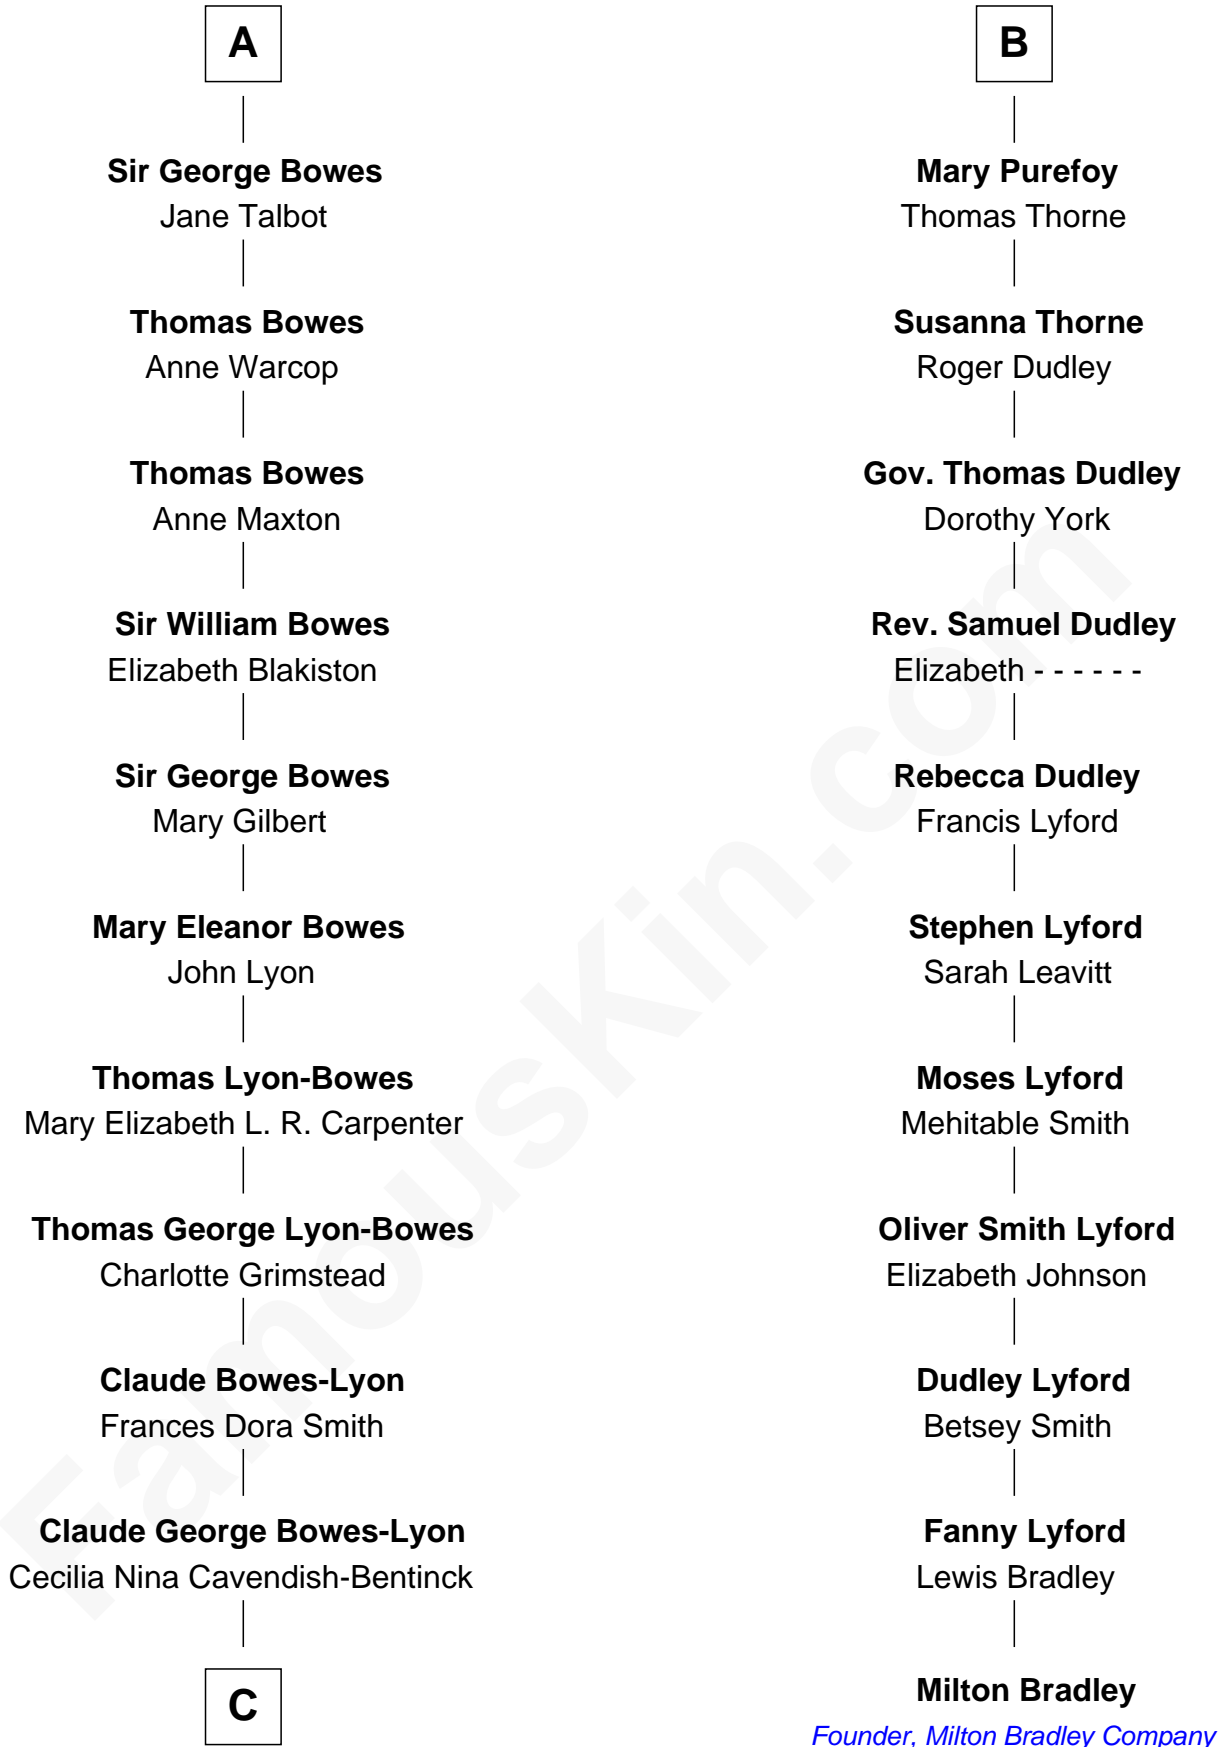 A
Sir George Bowes
Jane Talbot
Thomas Bowes
Anne Warcop
Thomas Bowes
Anne Maxton
Sir William Bowes
Elizabeth Blakiston
Sir George Bowes
Mary Gilbert
Mary Eleanor Bowes
John Lyon
Thomas Lyon-Bowes
Mary Elizabeth L. R. Carpenter
Thomas George Lyon-Bowes
Charlotte Grimstead
Claude Bowes-Lyon
Frances Dora Smith
Claude George Bowes-Lyon
Cecilia Nina Cavendish-Bentinck
C
B
Mary Purefoy
Thomas Thorne
Susanna Thorne
Roger Dudley
Gov. Thomas Dudley
Dorothy York
Rev. Samuel Dudley
Elizabeth - - - - - -
Rebecca Dudley
Francis Lyford
Stephen Lyford
Sarah Leavitt
Moses Lyford
Mehitable Smith
Oliver Smith Lyford
Elizabeth Johnson
Dudley Lyford
Betsey Smith
Fanny Lyford
Lewis Bradley
Milton Bradley
Founder, Milton Bradley Company
FamousKin.com